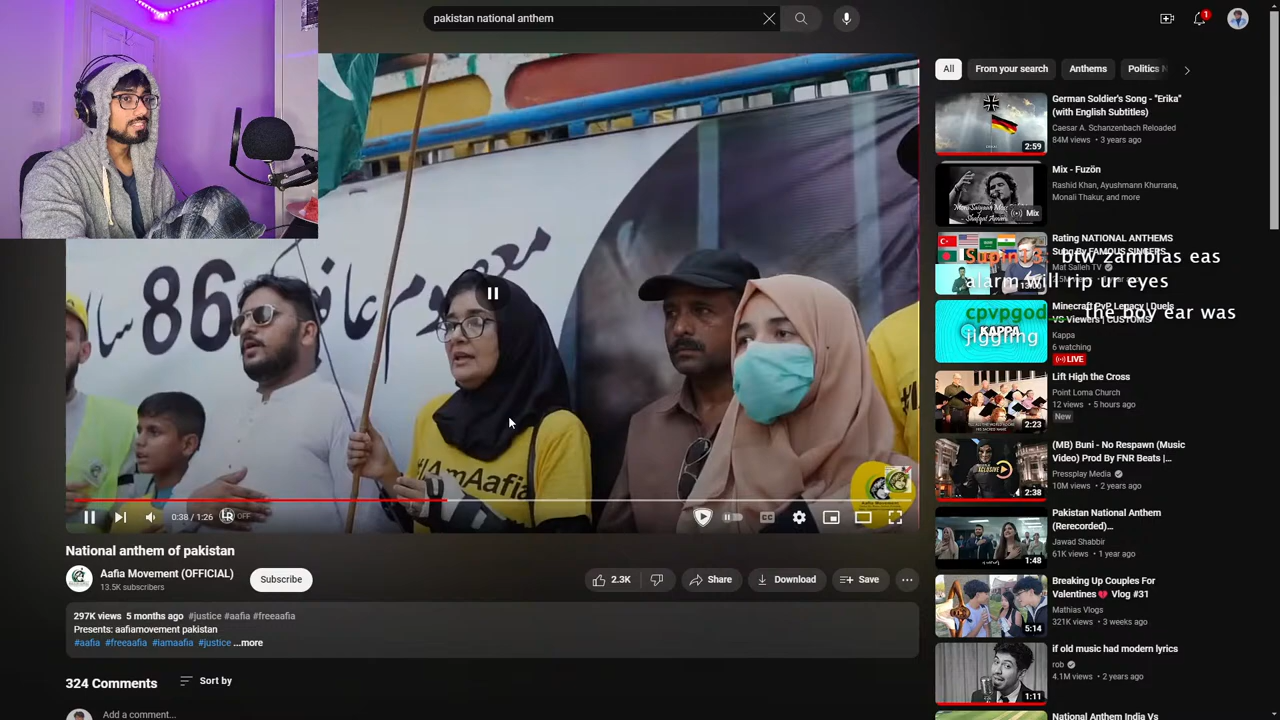 pakistan national anthem
1
All
From your search
Anthems
Politics N
German Soldier's Song - "Erika"
(with English Subtitles)
Caesar A. Schanzenbach Reloaded
84M views • 3 years ago
2:59
Mix - Fuzön
Rashid Khan, Ayushmann Khurrana,
Monali Thakur, and more
Mix
Rating NATIONAL ANTHEMS
Mat Salleh TV
btw zambias eas
alarm will rip ur eyes
Minecraft PvP Legacy | Duels
VS Viewers | CUSTOMS
Kappa
6 watching
LIVE
KAPPA
the boy ear was
jiggling
Lift High the Cross
Point Loma Church
12 views • 5 hours ago
New
2:23
(MB) Buni - No Respawn (Music
Video) Prod By FNR Beats |...
Pressplay Media
10M views • 2 years ago
2:38
Pakistan National Anthem
(Rerecorded)...
Jawad Shabbir
61K views • 1 year ago
1:48
Breaking Up Couples For
Valentines💔 Vlog #31
Mathias Vlogs
321K views • 3 weeks ago
5:14
if old music had modern lyrics
rob
4.1M views • 2 years ago
1:11
National Anthem India Vs
86
#IAmAafia
0:38 / 1:26
LR OFF
CC
National anthem of pakistan
Aafia Movement (OFFICIAL)
13.5K subscribers
Subscribe
2.3K
Share
Download
Save
297K views 5 months ago #justice #aafia #freeaafia
Presents: aafiamovement pakistan
#aafia #freeaafia #iamaafia #justice ...more
324 Comments
Sort by
Add a comment...